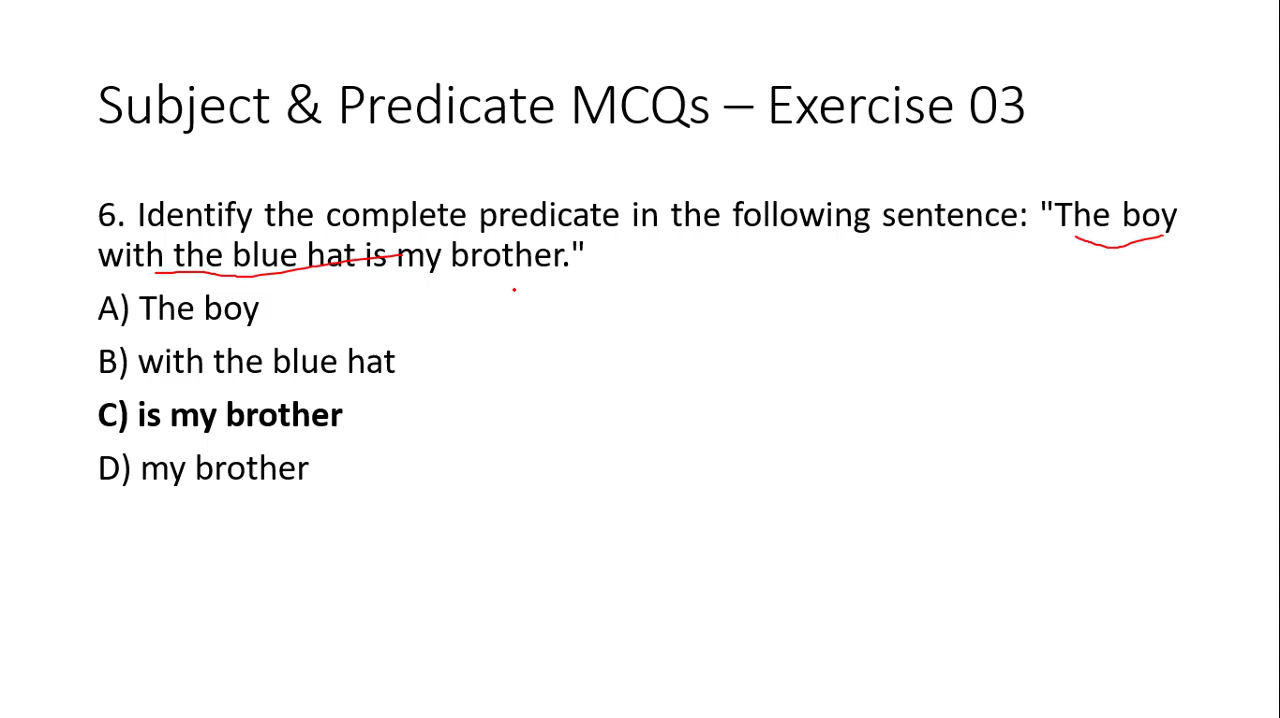 Subject & Predicate MCQs – Exercise 03
6. Identify the complete predicate in the following sentence: "The boy
with the blue hat is my brother."
A) The boy
B) with the blue hat
C) is my brother
D) my brother